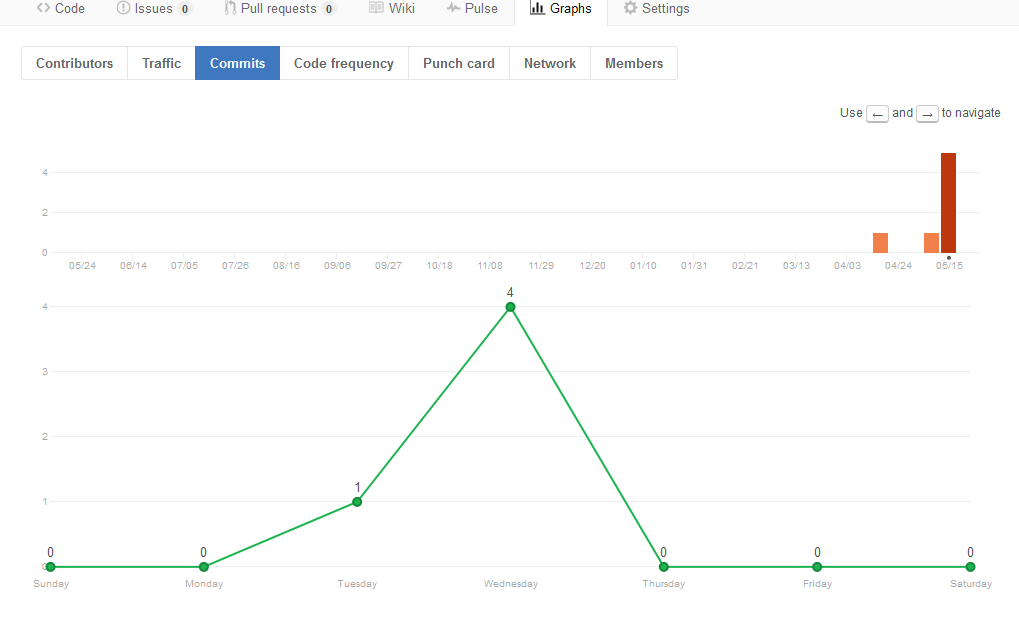 Code Issues 0 Pull requests 0 Wiki Pulse Graphs Settings
Contributors Traffic Commits Code frequency Punch card Network Members
Use ← and → to navigate
4
2
0
05/24 06/14 07/05 07/26 08/16 09/06 09/27 10/18 11/08 11/29 12/20 01/10 01/31 02/21 03/13 04/03 04/24 05/15
4
4
3
2
1
1
0 0 0 0 0
0
Sunday Monday Tuesday Wednesday Thursday Friday Saturday